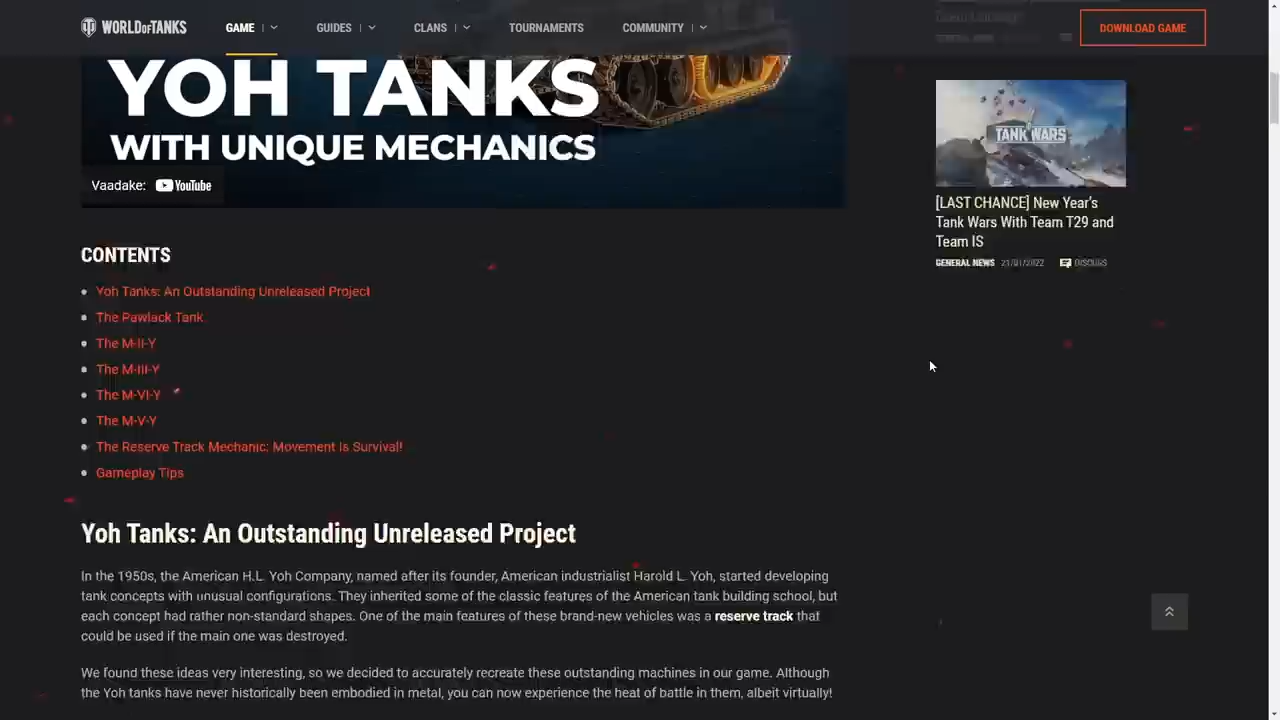 WORLD OF TANKS
GAME
GUIDES
CLANS
TOURNAMENTS
COMMUNITY
DOWNLOAD GAME
YOH TANKS
WITH UNIQUE MECHANICS
Vaadake: YouTube
TANK WARS
[LAST CHANCE] New Year's
Tank Wars With Team T29 and
Team IS
GENERAL NEWS 21/01/2022 DISCUSS
CONTENTS
Yoh Tanks: An Outstanding Unreleased Project
The Pawlack Tank
The M-II-Y
The M-III-Y
The M-VI-Y
The M-V-Y
The Reserve Track Mechanic: Movement Is Survival!
Gameplay Tips
Yoh Tanks: An Outstanding Unreleased Project
In the 1950s, the American H.L. Yoh Company, named after its founder, American industrialist Harold L. Yoh, started developing
tank concepts with unusual configurations. They inherited some of the classic features of the American tank building school, but
each concept had rather non-standard shapes. One of the main features of these brand-new vehicles was a reserve track that
could be used if the main one was destroyed.
We found these ideas very interesting, so we decided to accurately recreate these outstanding machines in our game. Although
the Yoh tanks have never historically been embodied in metal, you can now experience the heat of battle in them, albeit virtually!